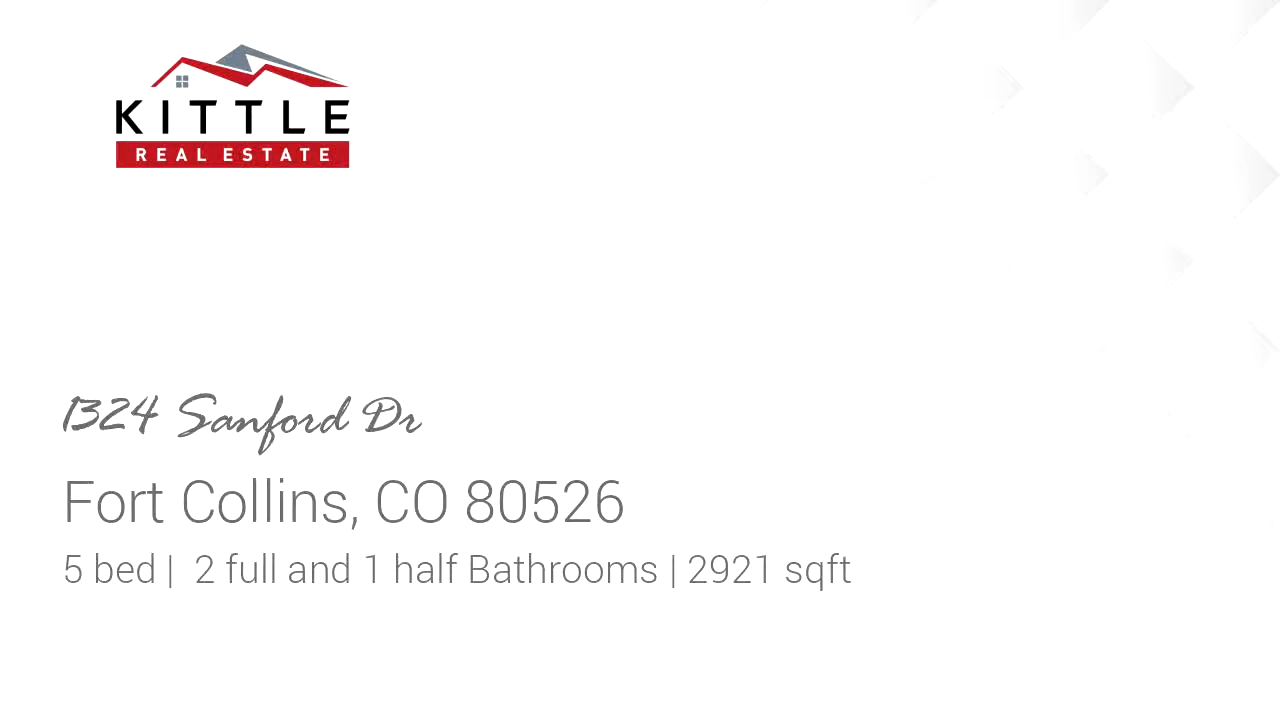 KITTLE
REAL ESTATE
1324 Sanford Dr
Fort Collins, CO 80526
5 bed |  2 full and 1 half Bathrooms | 2921 sqft